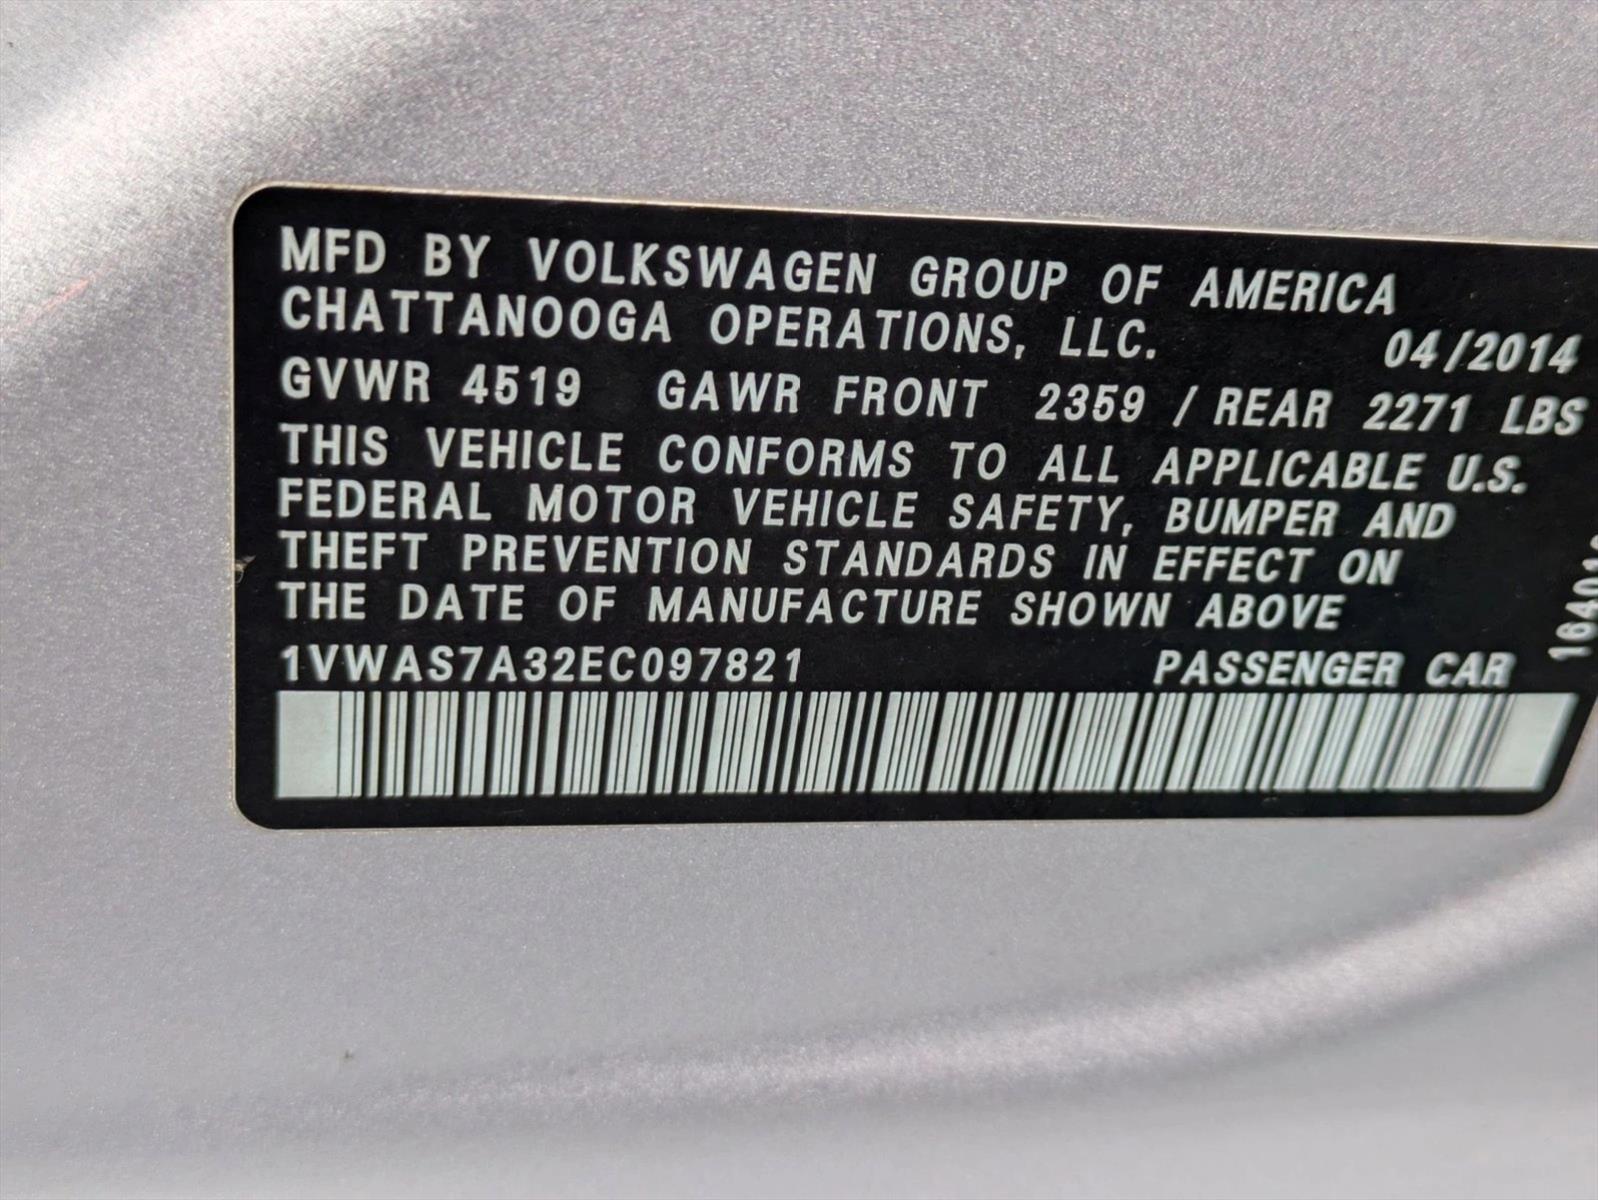 MFD BY VOLKSWAGEN GROUP OF AMERICA
CHATTANOOGA OPERATIONS, LLC. 04/2014
GVWR 4519 GAWR FRONT 2359 / REAR 2271 LBS
THIS VEHICLE CONFORMS TO ALL APPLICABLE U.S.
FEDERAL MOTOR VEHICLE SAFETY, BUMPER AND
THEFT PREVENTION STANDARDS IN EFFECT ON
THE DATE OF MANUFACTURE SHOWN ABOVE
1VWAS7A32EC097821 PASSENGER CAR